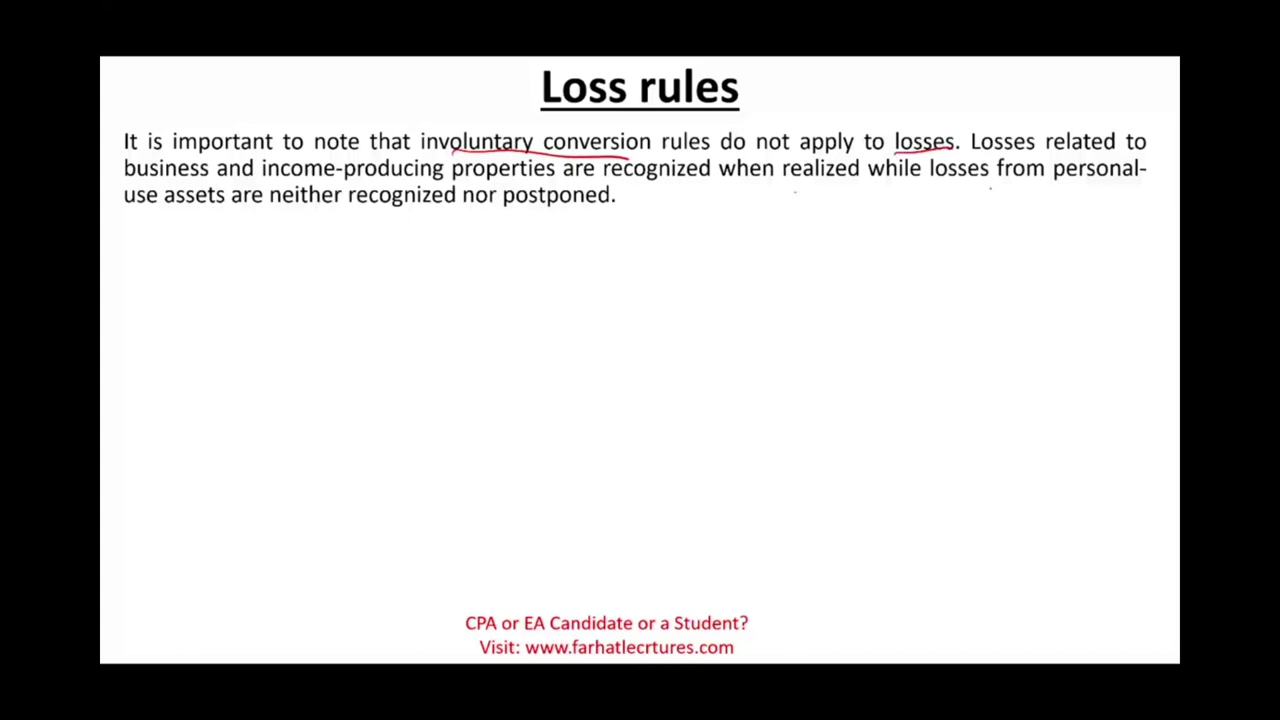 Loss rules
It is important to note that involuntary conversion rules do not apply to losses. Losses related to
business and income-producing properties are recognized when realized while losses from personal-
use assets are neither recognized nor postponed.
CPA or EA Candidate or a Student?
Visit: www.farhatlecrtures.com